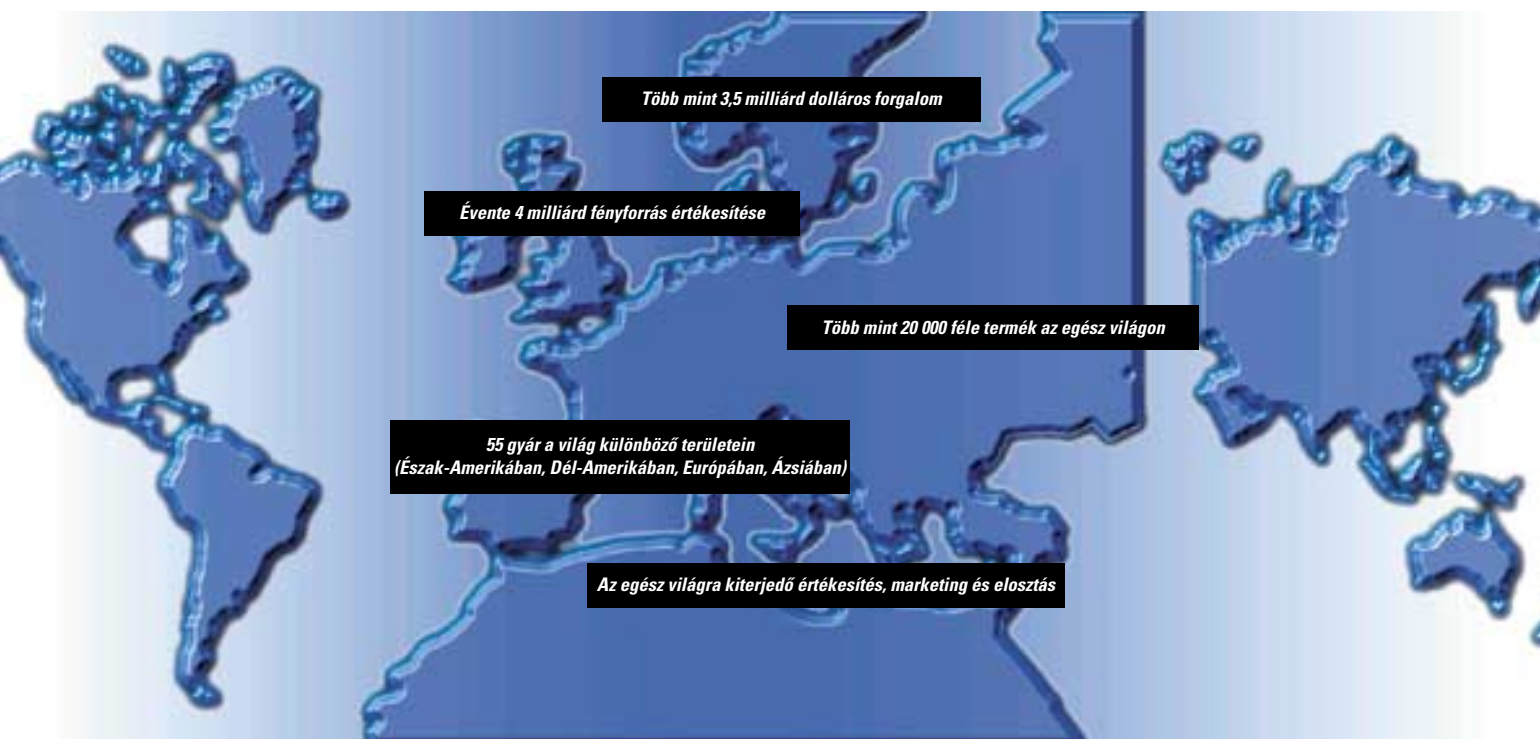 Több mint 3,5 milliárd dolláros forgalom
Évente 4 milliárd fényforrás értékesítése
Több mint 20 000 féle termék az egész világon
55 gyár a világ különböző területein
(Észak-Amerikában, Dél-Amerikában, Európában, Ázsiában)
Az egész világra kiterjedő értékesítés, marketing és elosztás